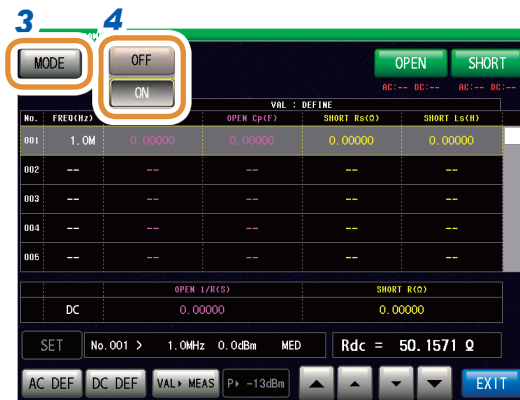 3 4
MODE OFF OPEN SHORT
ON AC:-- DC:-- AC:-- DC:--
VAL : DEFINE
No. FREQ(Hz) OPEN Cp(F) SHORT Rs(Ω) SHORT Ls(H)
001 1.0M 0.00000 0.00000 0.00000 0.00000
002 -- -- -- -- --
003 -- -- -- -- --
004 -- -- -- -- --
005 -- -- -- -- --
OPEN 1/R(S) SHORT R(Ω)
DC 0.00000 0.00000
SET No.001 > 1.0MHz 0.0dBm MED Rdc = 50.1571 Ω
AC DEF DC DEF VAL▸ MEAS P▸ -13dBm ▲ ▲ ▼ ▼ EXIT